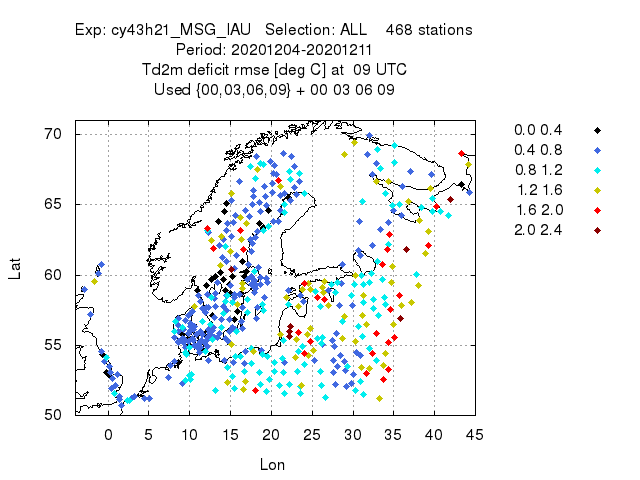 Exp: cy43h21_MSG_IAU   Selection: ALL    468 stations
Period: 20201204-20201211
Td2m deficit rmse [deg C] at  09 UTC
Used {00,03,06,09} + 00 03 06 09
0.0 0.4
0.4 0.8
0.8 1.2
1.2 1.6
1.6 2.0
2.0 2.4
70
65
60
55
50
Lat
0 5 10 15 20 25 30 35 40 45
Lon